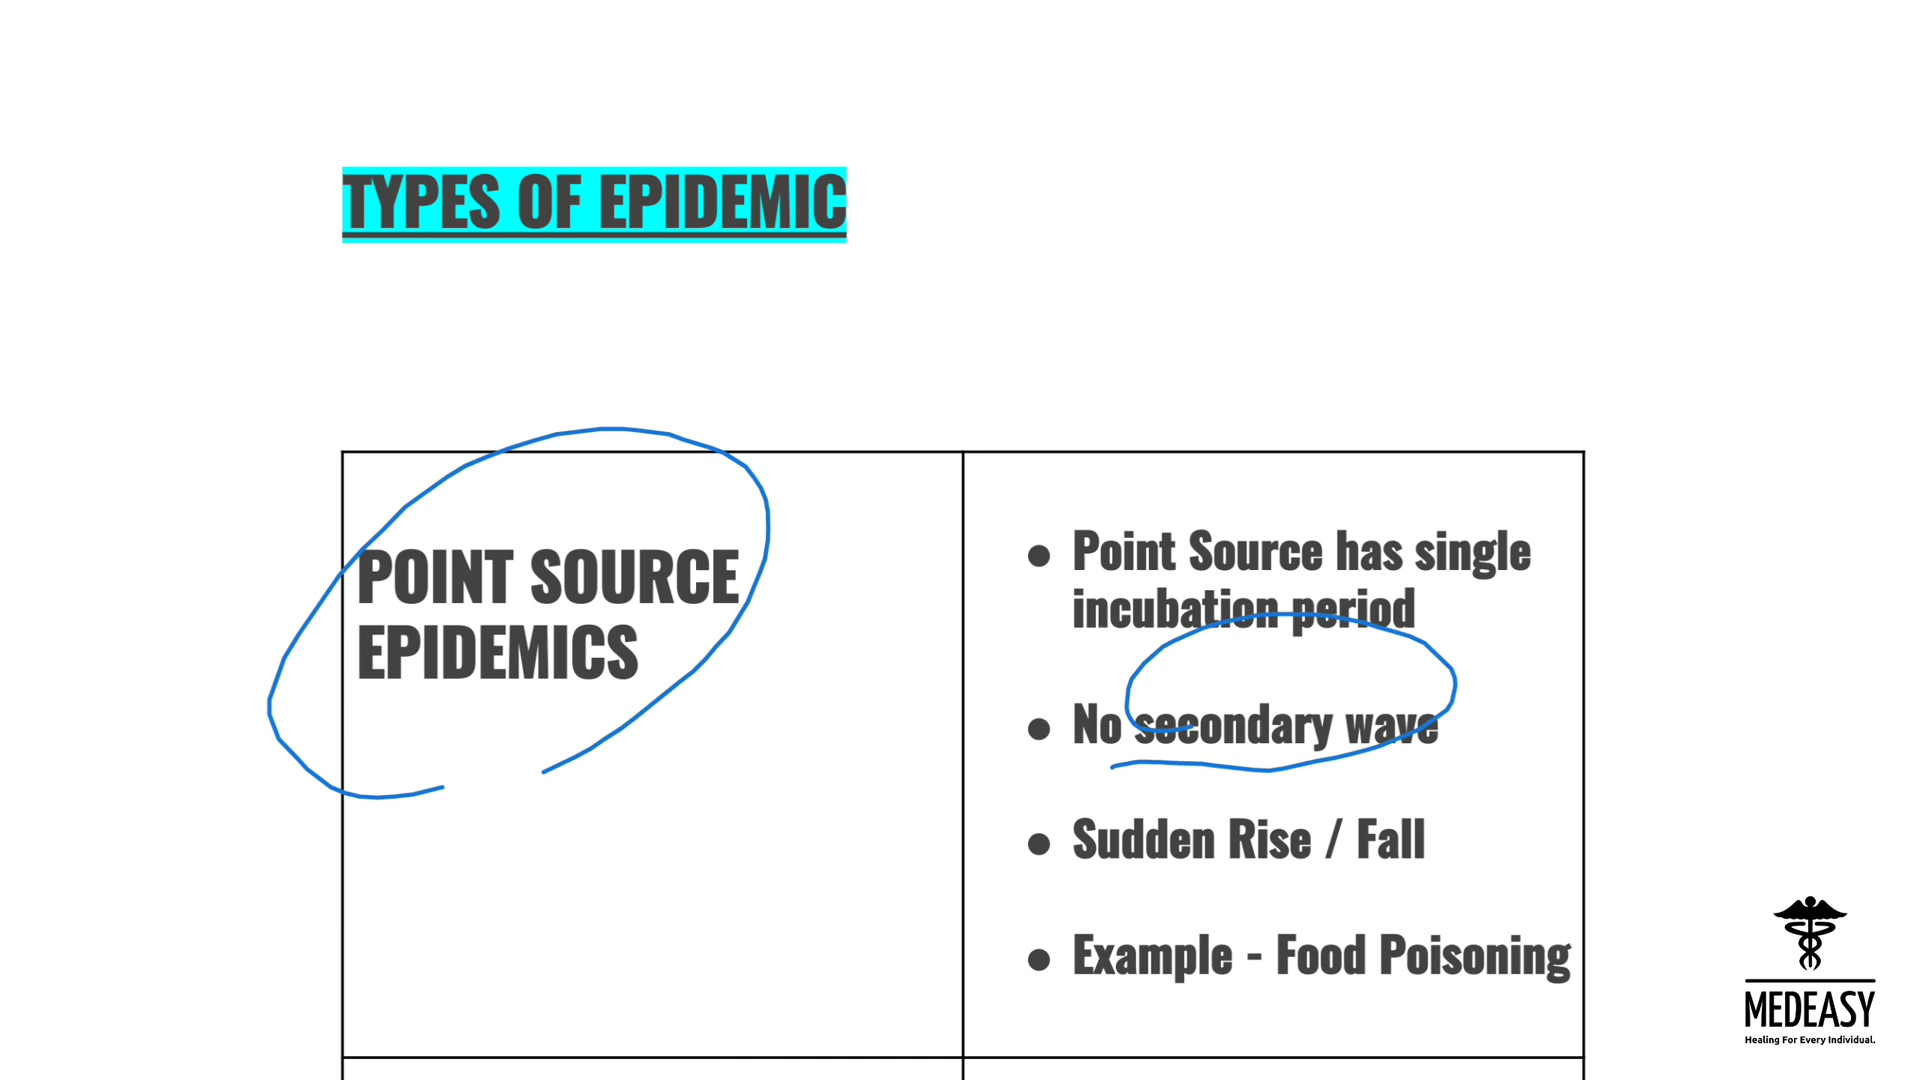 TYPES OF EPIDEMIC
POINT SOURCE
EPIDEMICS
● Point Source has single
incubation period
● No secondary wave
● Sudden Rise / Fall
● Example - Food Poisoning
MEDEASY
Healing For Every Individual.